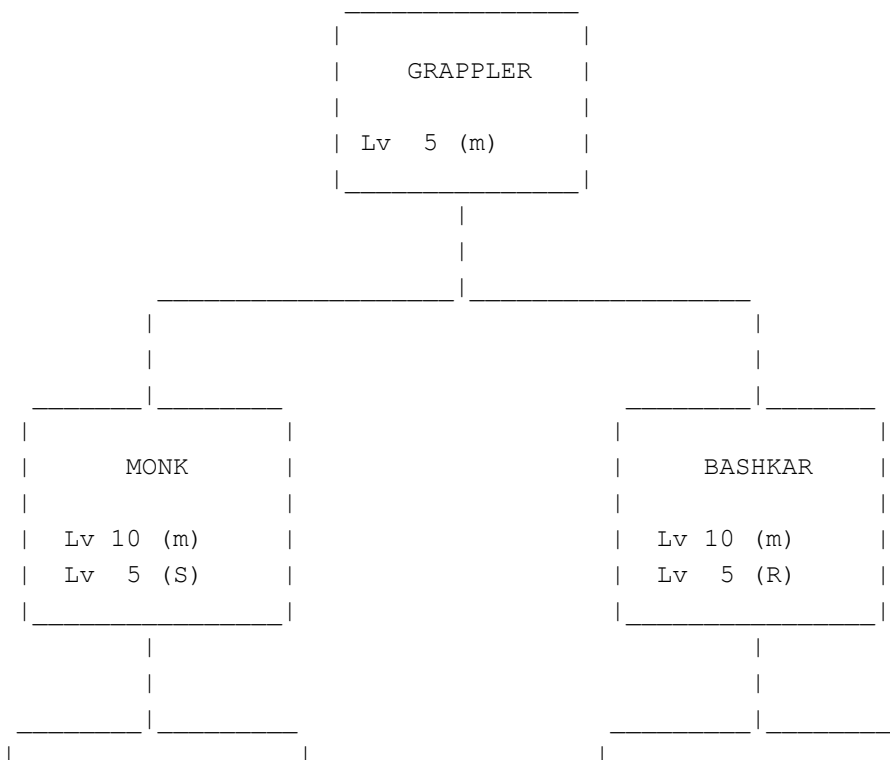 GRAPPLER
Lv 5 (m)
MONK
BASHKAR
Lv 10 (m)
Lv 10 (m)
Lv 5 (S)
Lv 5 (R)